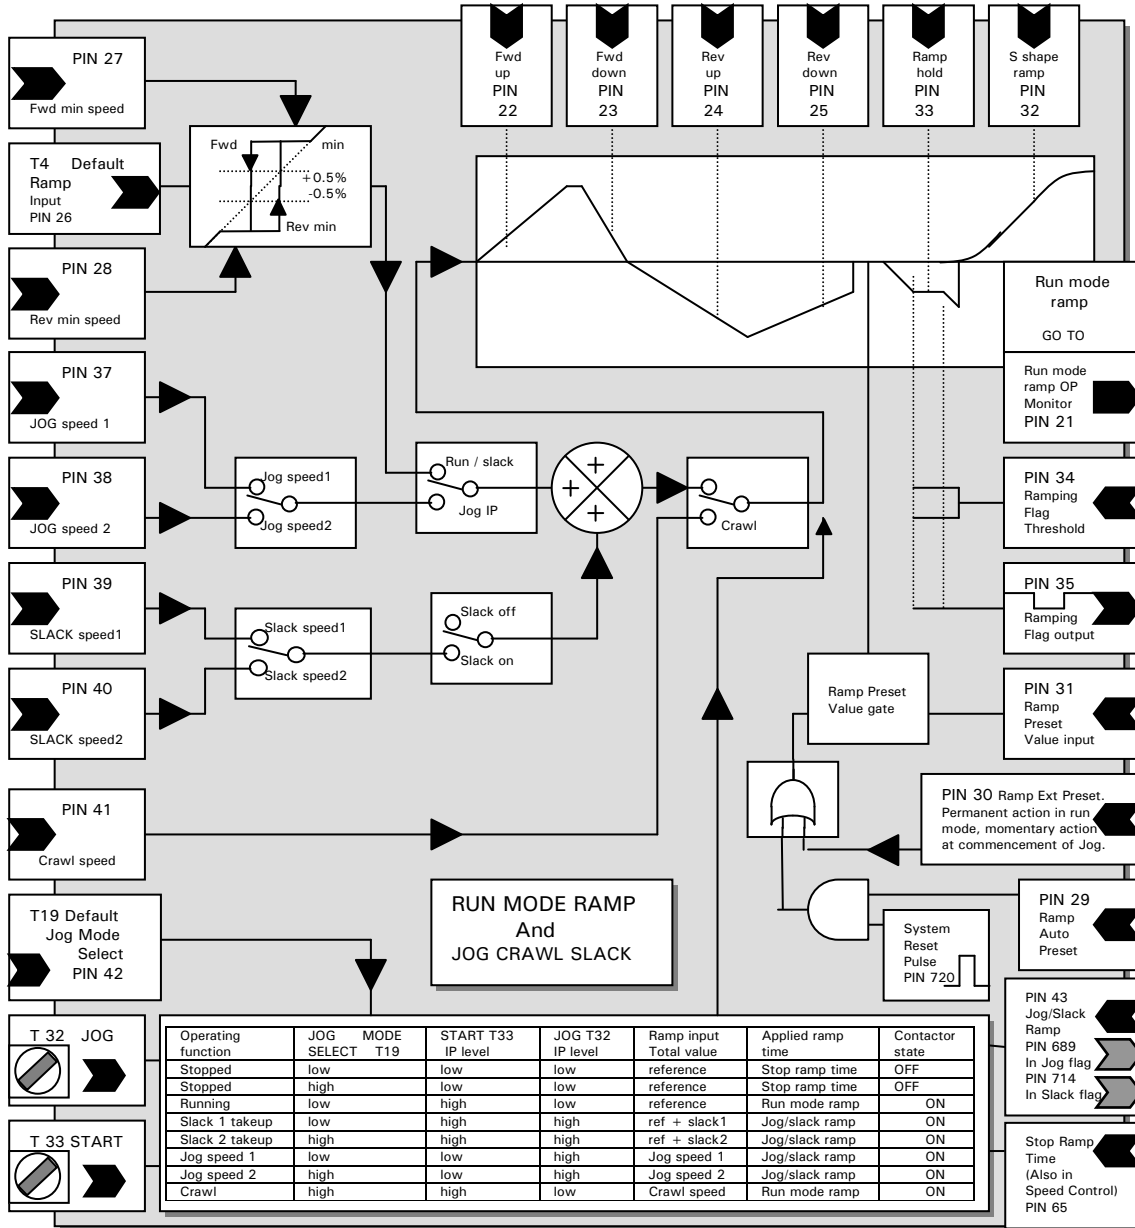 PIN 27
Fwd min speed
T4 Default
Ramp
Input
PIN 26
PIN 28
Rev min speed
PIN 37
JOG speed 1
PIN 38
JOG speed 2
PIN 39
SLACK speed1
PIN 40
SLACK speed2
PIN 41
Crawl speed
T19 Default
Jog Mode
Select
PIN 42
T 32 JOG
T 33 START
Fwd
min
+0.5%
-0.5%
Rev min
Fwd
up
PIN
22
Fwd
down
PIN
23
Rev
up
PIN
24
Rev
down
PIN
25
Ramp
hold
PIN
33
S shape
ramp
PIN
32
Run mode
ramp
GO TO
Run mode
ramp OP
Monitor
PIN 21
PIN 34
Ramping
Flag
Threshold
PIN 35
Ramping
Flag output
PIN 31
Ramp
Preset
Value input
PIN 30 Ramp Ext Preset.
Permanent action in run
mode, momentary action
at commencement of Jog.
PIN 29
Ramp
Auto
Preset
System
Reset
Pulse
PIN 720
PIN 43
Jog/Slack
Ramp
PIN 689
In Jog flag
PIN 714
In Slack flag
Stop Ramp
Time
(Also in
Speed Control)
PIN 65
Jog speed1
Jog speed2
Run / slack
Jog IP
+
+
+
Crawl
Slack speed1
Slack speed2
Slack off
Slack on
Ramp Preset
Value gate
RUN MODE RAMP
And
JOG CRAWL SLACK
Operating function JOG MODE SELECT T19 START T33 IP level JOG T32 IP level Ramp input Total value Applied ramp time Contactor state
Stopped low low low reference Stop ramp time OFF
Stopped high low low reference Stop ramp time OFF
Running low high low reference Run mode ramp ON
Slack 1 takeup low high high ref + slack1 Jog/slack ramp ON
Slack 2 takeup high high high ref + slack2 Jog/slack ramp ON
Jog speed 1 low low high Jog speed 1 Jog/slack ramp ON
Jog speed 2 high low high Jog speed 2 Jog/slack ramp ON
Crawl high high low Crawl speed Run mode ramp ON